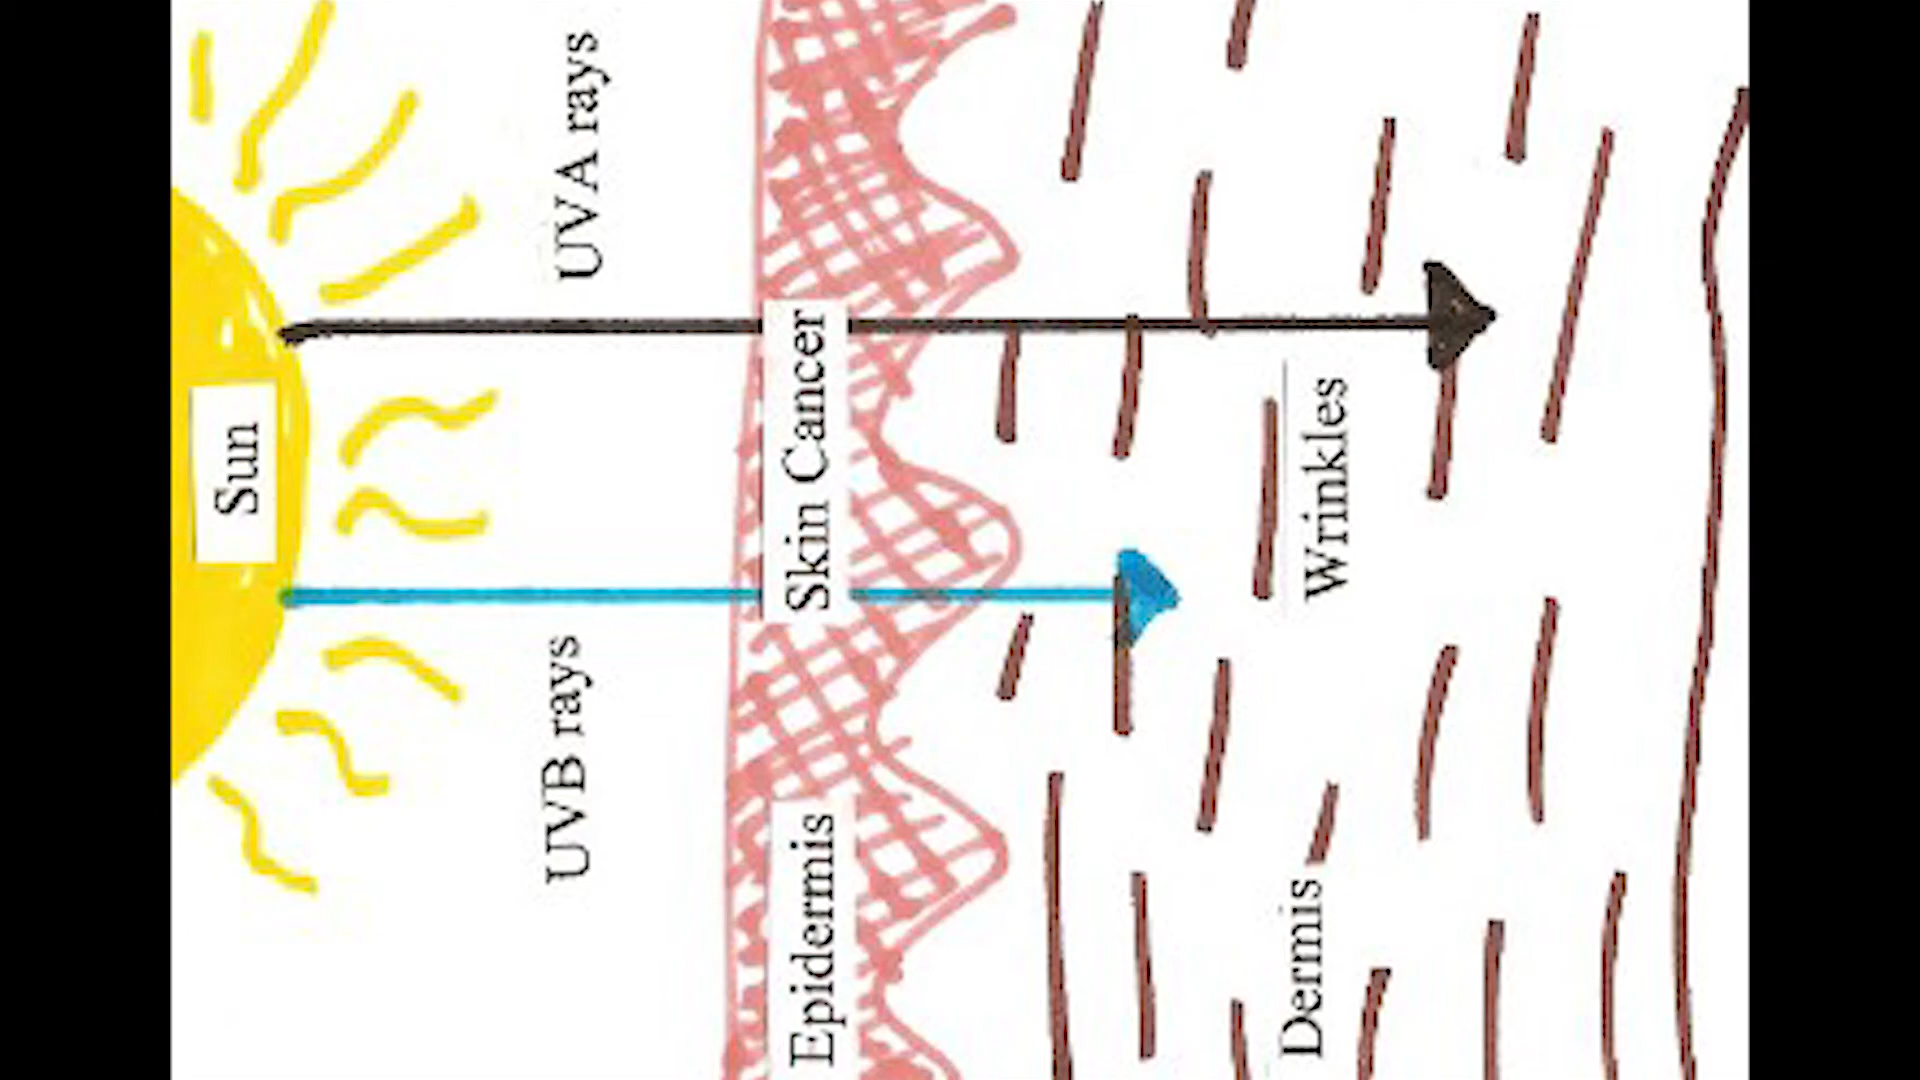 Sun
UVB rays
UVA rays
Skin Cancer
Epidermis
Wrinkles
Dermis